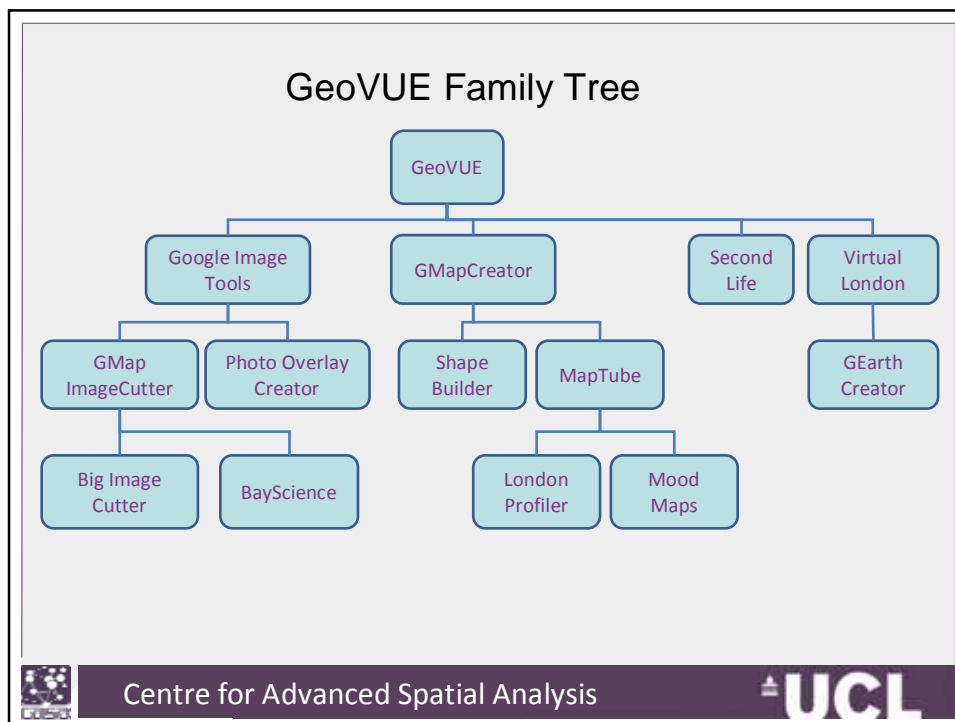 GeoVUE Family Tree
GeoVUE
Google Image
Tools
GMapCreator
Second
Life
Virtual
London
GMap
ImageCutter
Photo Overlay
Creator
Shape
Builder
MapTube
GEarth
Creator
Big Image
Cutter
BayScience
London
Profiler
Mood
Maps
Centre for Advanced Spatial Analysis
UCL